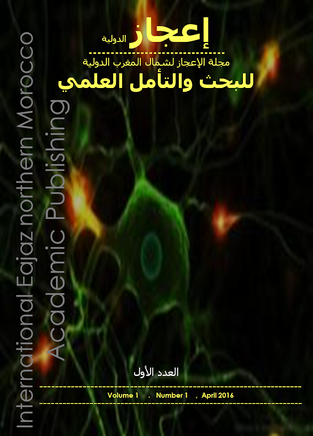 إعجاز الدولية
مجلة الإعجاز لشمال المغرب الدولية
للبحث والتأمل العلمي
International Eajaz northern Morocco
Academic Publishing
العدد الأول
Volume 1 . Number 1 , April 2016